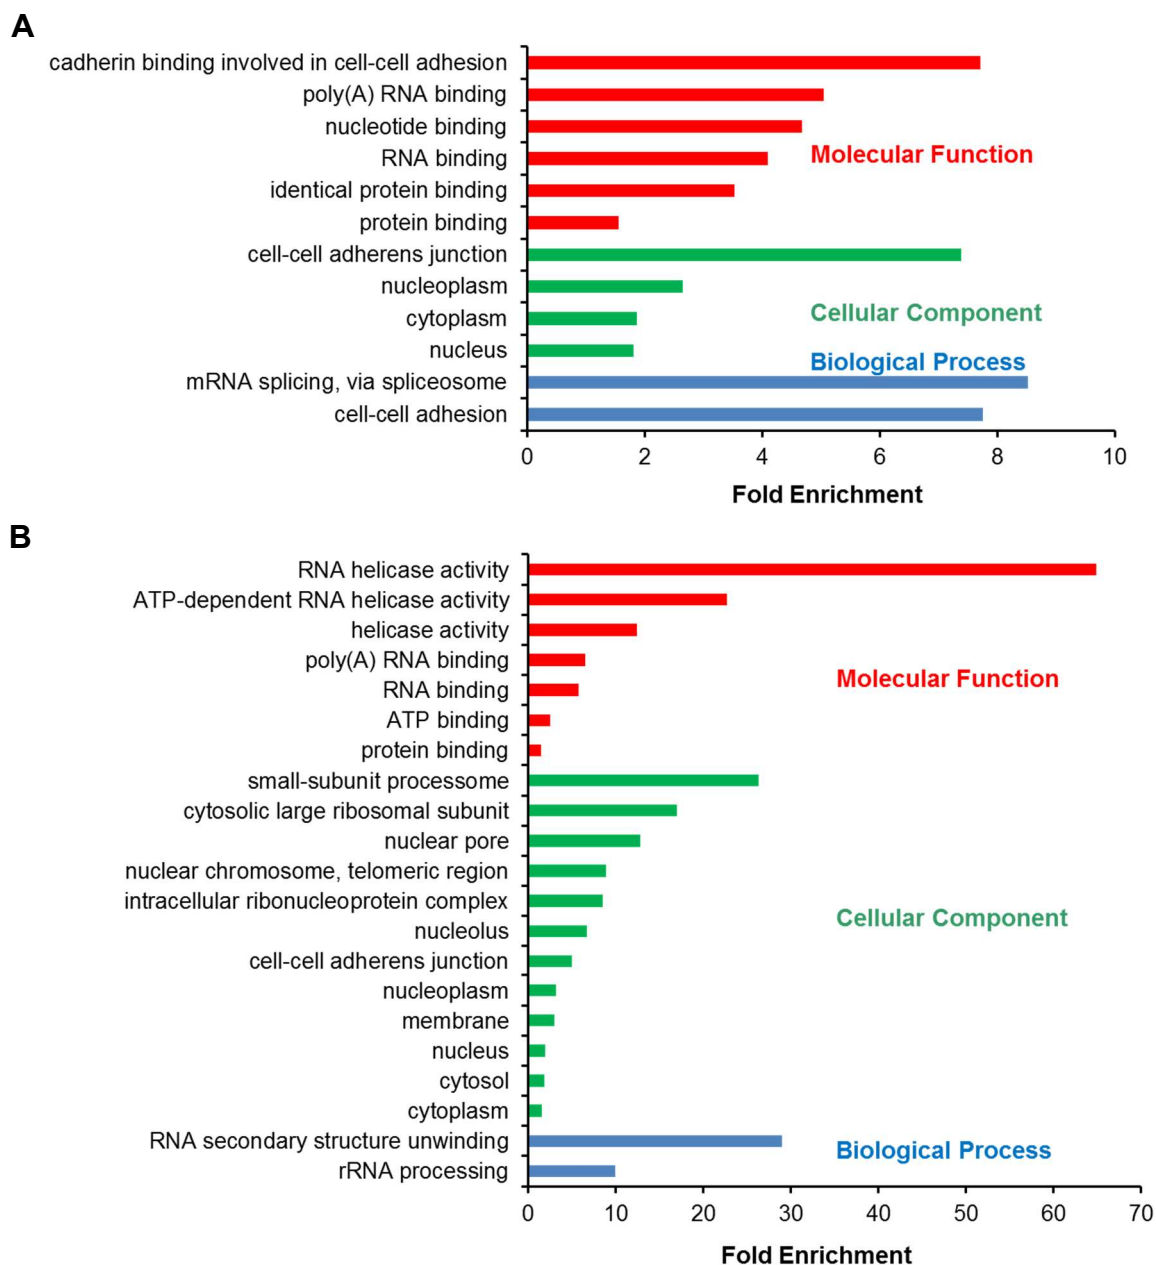 A
cadherin binding involved in cell-cell adhesion
poly(A) RNA binding
nucleotide binding
RNA binding
Molecular Function
identical protein binding
protein binding
cell-cell adherens junction
nucleoplasm
cytoplasm
Cellular Component
nucleus
Biological Process
mRNA splicing, via spliceosome
cell-cell adhesion
0 2 4 6 8 10
Fold Enrichment
B
RNA helicase activity
ATP-dependent RNA helicase activity
helicase activity
poly(A) RNA binding
Molecular Function
RNA binding
ATP binding
protein binding
small-subunit processome
cytosolic large ribosomal subunit
nuclear pore
nuclear chromosome, telomeric region
intracellular ribonucleoprotein complex
Cellular Component
nucleolus
cell-cell adherens junction
nucleoplasm
membrane
nucleus
cytosol
cytoplasm
RNA secondary structure unwinding
Biological Process
rRNA processing
0 10 20 30 40 50 60 70
Fold Enrichment